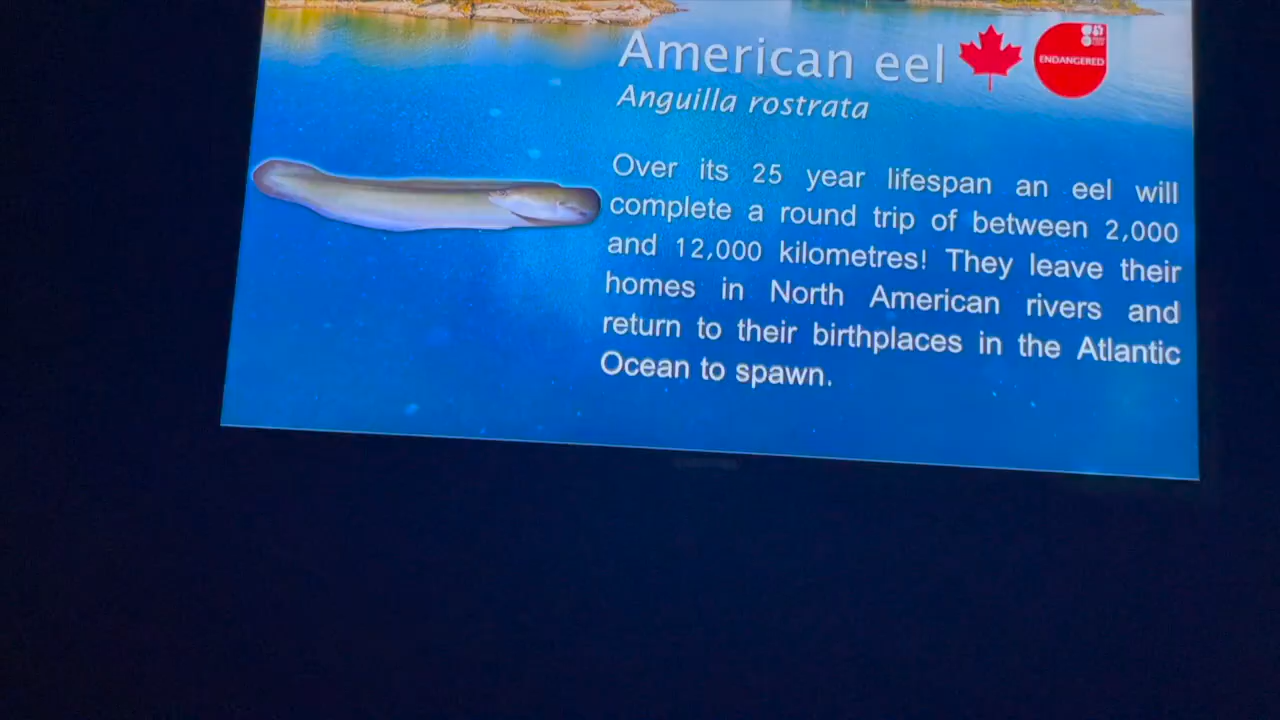 American eel
ENDANGERED
Anguilla rostrata
Over its 25 year lifespan an eel will
complete a round trip of between 2,000
and 12,000 kilometres! They leave their
homes in North American rivers and
return to their birthplaces in the Atlantic
Ocean to spawn.